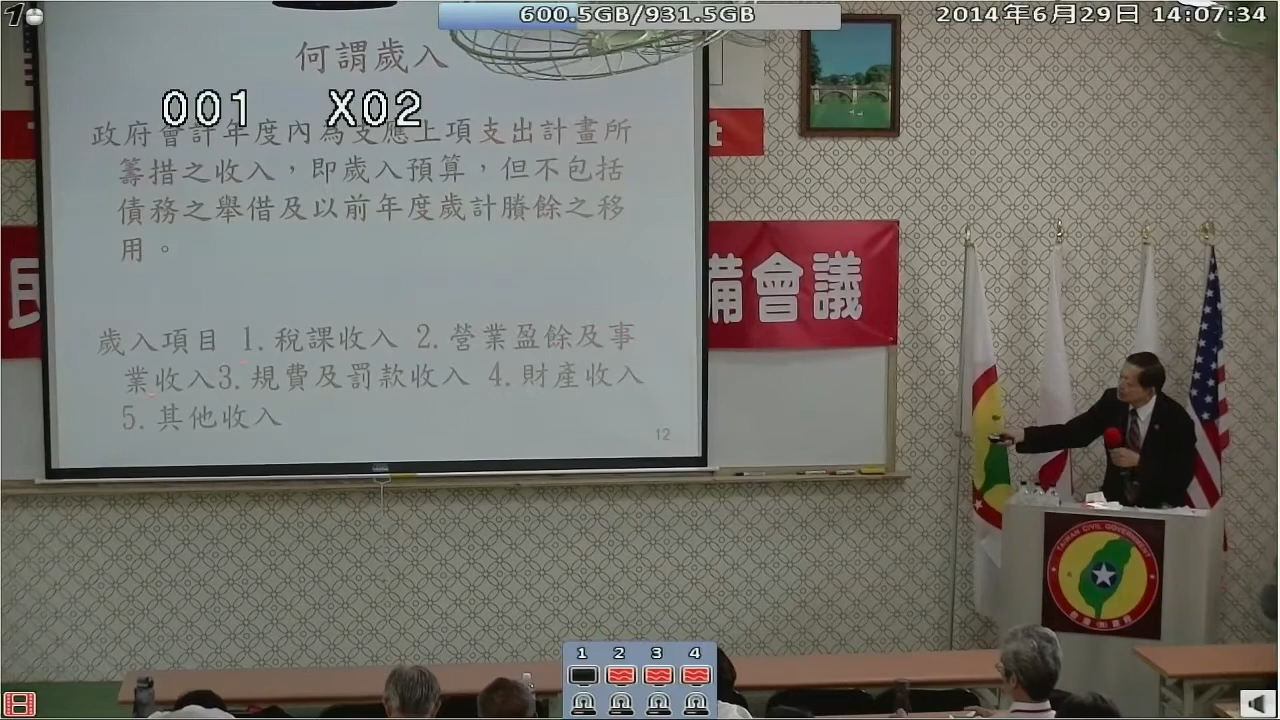 1
600.5GB/931.5GB
2014年6月29日 14:07:34
何謂歲入
001 X02
政府會計年度內為支應上項支出計畫所
籌措之收入，即歲入預算，但不包括
債務之舉借及以前年度歲計賸餘之移
用。
歲入項目 1.稅課收入 2.營業盈餘及事
業收入3.規費及罰款收入 4.財產收入
5.其他收入
12
t
民
備會議
TAIWAN CIVIL GOVERNMENT
1 2 3 4